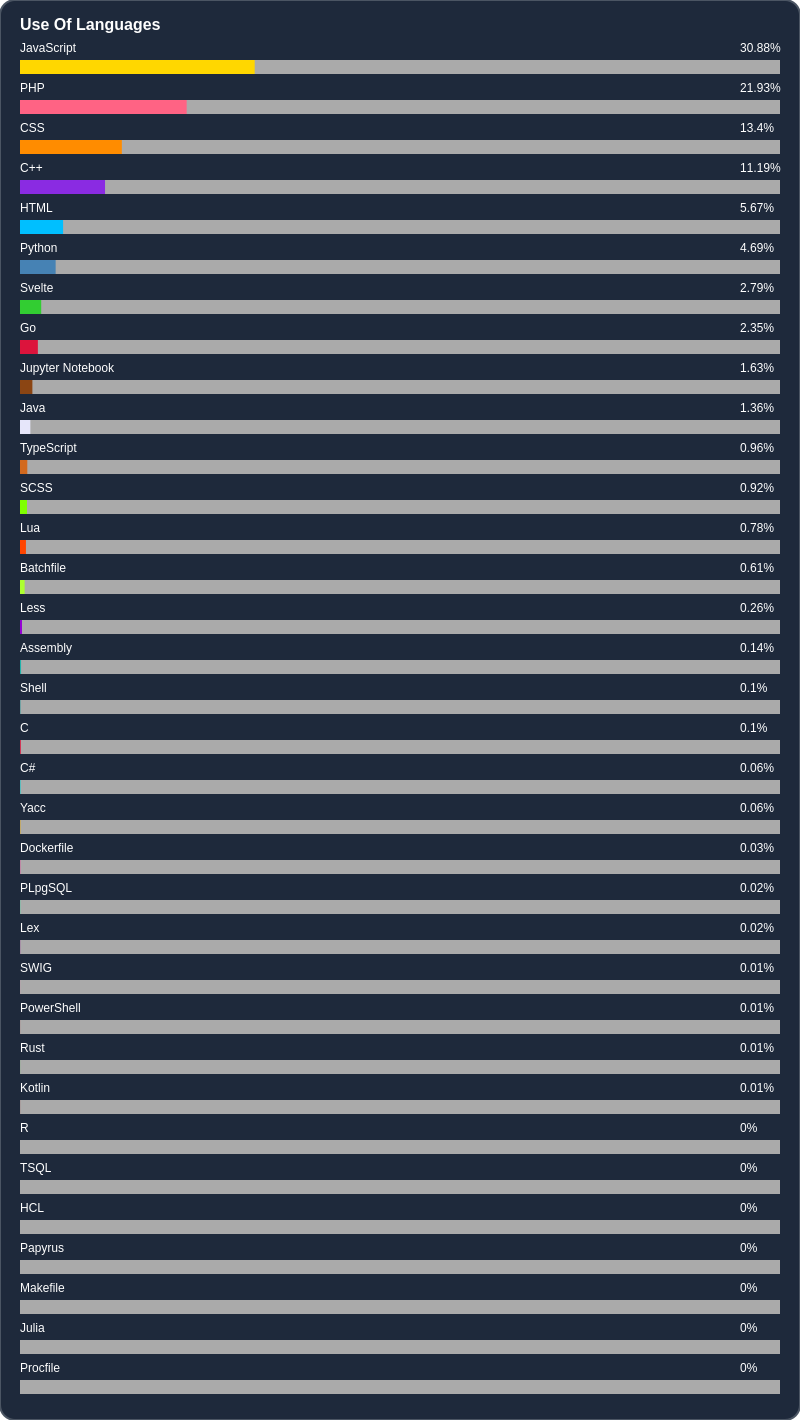 Use Of Languages
JavaScript 30.88%
PHP 21.93%
CSS 13.4%
C++ 11.19%
HTML 5.67%
Python 4.69%
Svelte 2.79%
Go 2.35%
Jupyter Notebook 1.63%
Java 1.36%
TypeScript 0.96%
SCSS 0.92%
Lua 0.78%
Batchfile 0.61%
Less 0.26%
Assembly 0.14%
Shell 0.1%
C 0.1%
C# 0.06%
Yacc 0.06%
Dockerfile 0.03%
PLpgSQL 0.02%
Lex 0.02%
SWIG 0.01%
PowerShell 0.01%
Rust 0.01%
Kotlin 0.01%
R 0%
TSQL 0%
HCL 0%
Papyrus 0%
Makefile 0%
Julia 0%
Procfile 0%